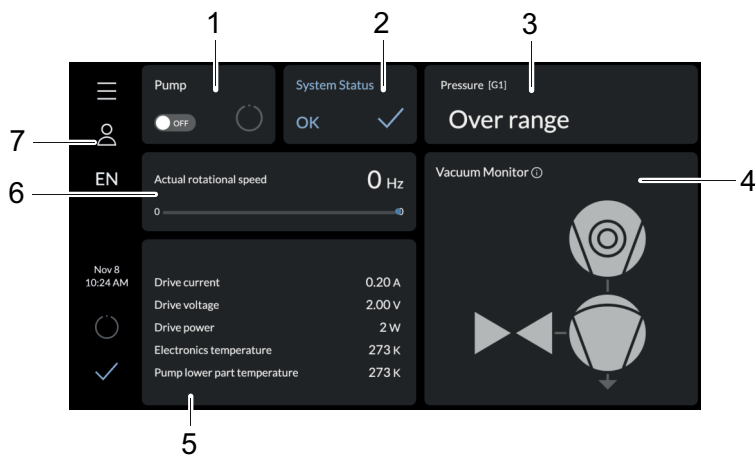 1
2
3
Pump
OFF
System Status
OK
Pressure [G1]
Over range
7
EN
6
Actual rotational speed
0 Hz
0
0
Vacuum Monitor
4
Nov 8
10:24 AM
Drive current 0.20 A
Drive voltage 2.00 V
Drive power 2 W
Electronics temperature 273 K
Pump lower part temperature 273 K
5